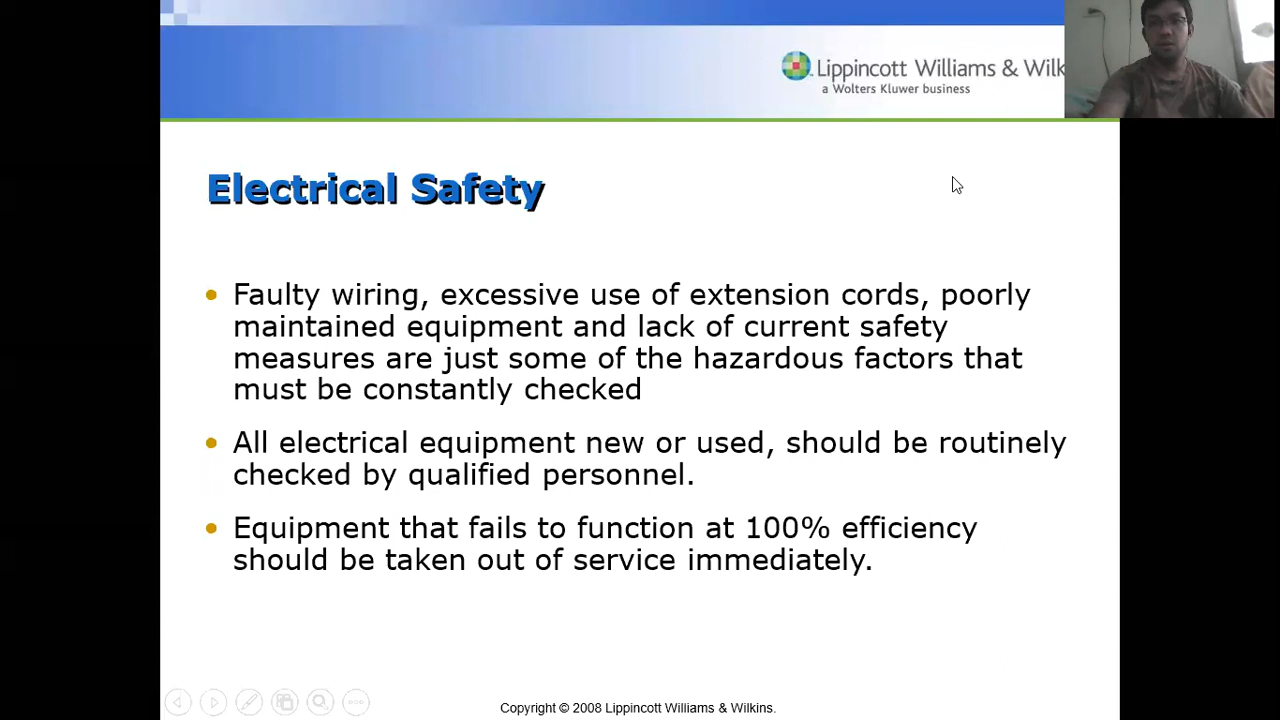 Lippincott Williams & Wilk
a Wolters Kluwer business
Electrical Safety
• Faulty wiring, excessive use of extension cords, poorly
maintained equipment and lack of current safety
measures are just some of the hazardous factors that
must be constantly checked
• All electrical equipment new or used, should be routinely
checked by qualified personnel.
• Equipment that fails to function at 100% efficiency
should be taken out of service immediately.
Copyright © 2008 Lippincott Williams & Wilkins.